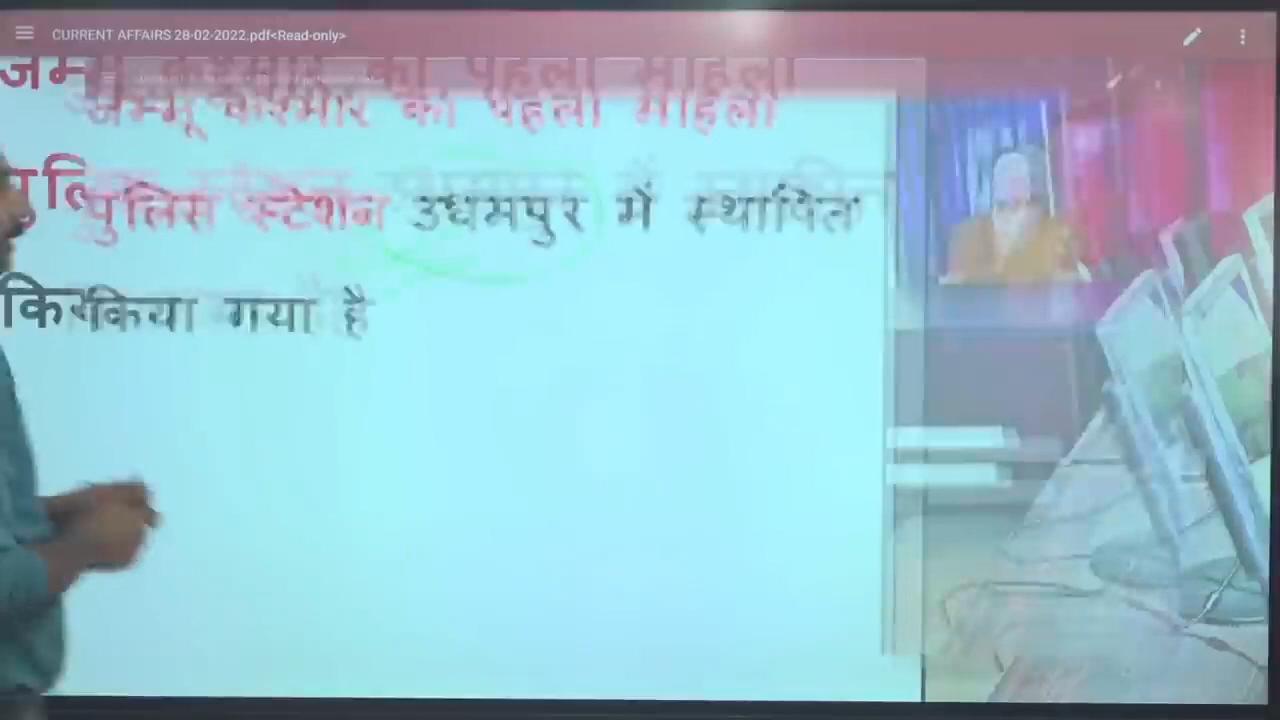 CURRENT AFFAIRS 28-02-2022.pdf<Read-only>
जम्मू कश्मीर का पहला महिला
पुलिस स्टेशन उधमपुर में स्थापित
किया गया है